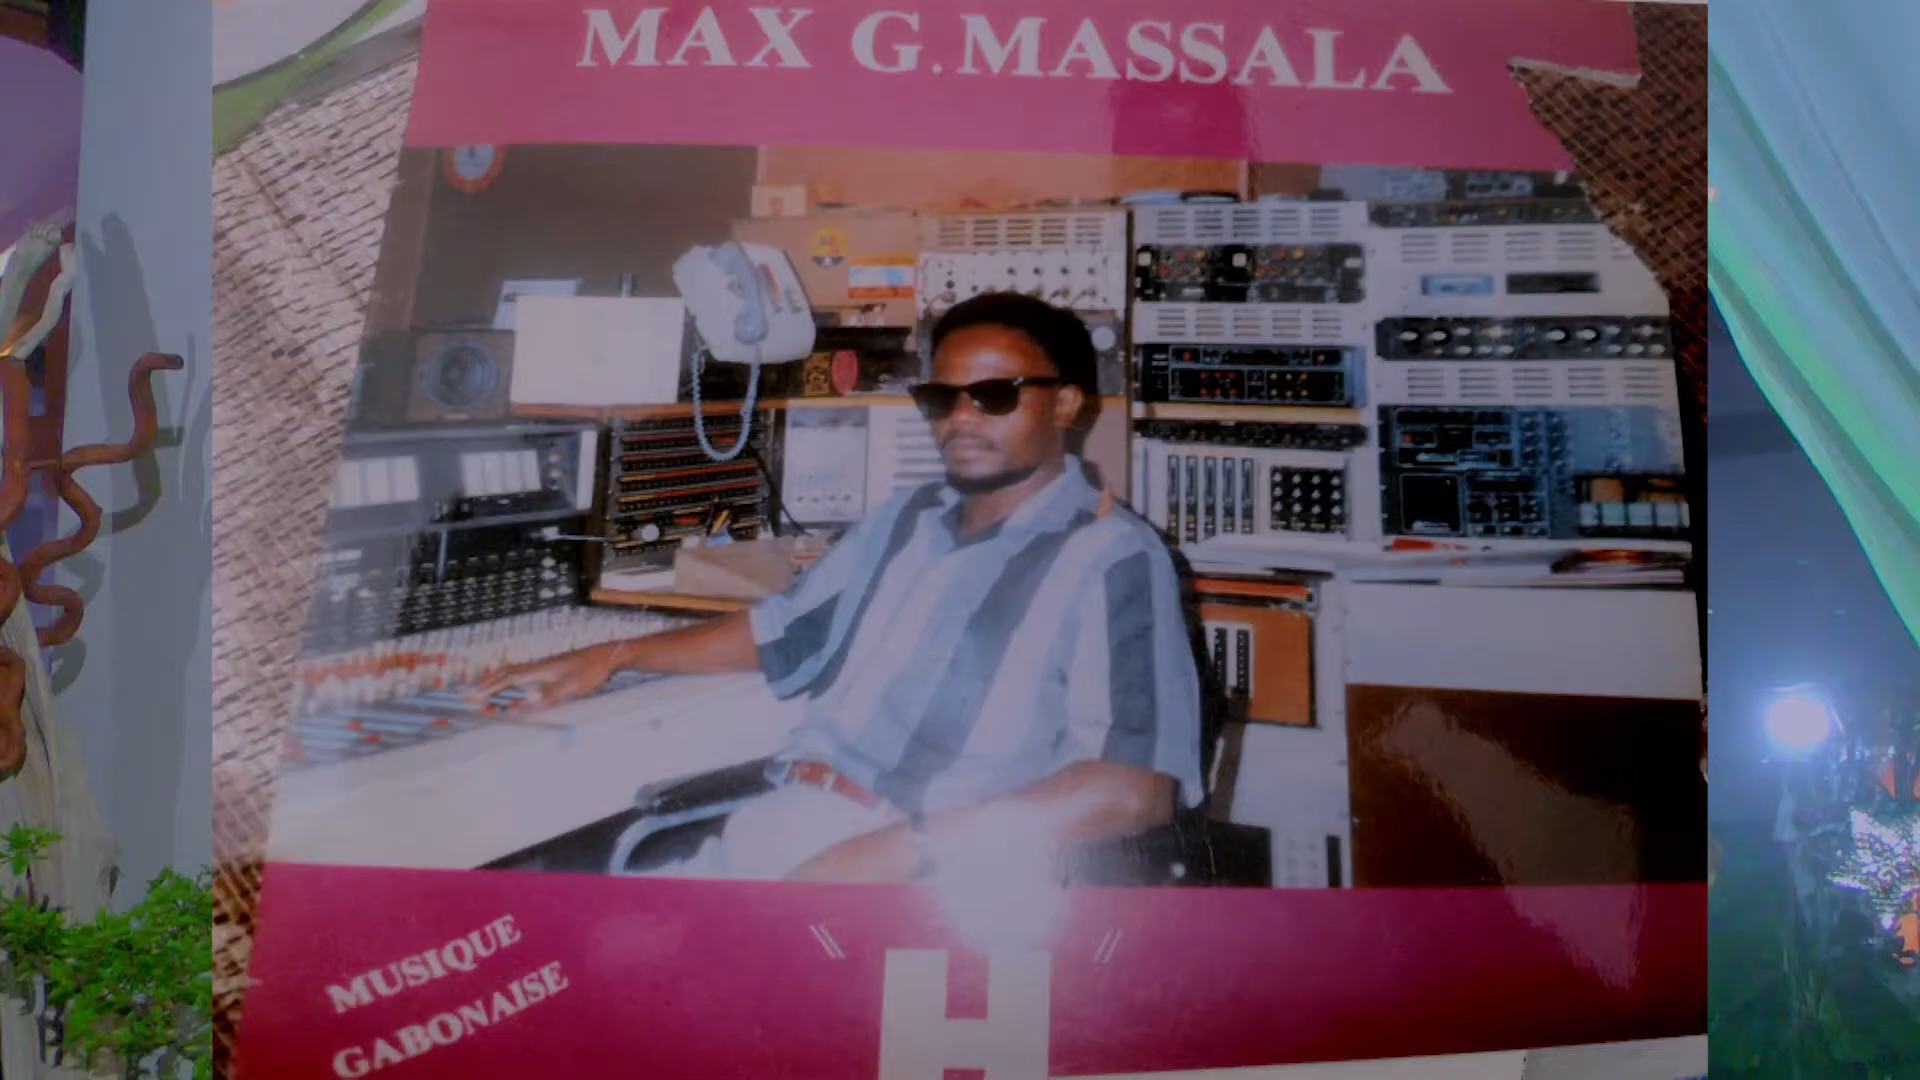 MAX G. MASSALA
MUSIQUE
GABONAISE
" H "